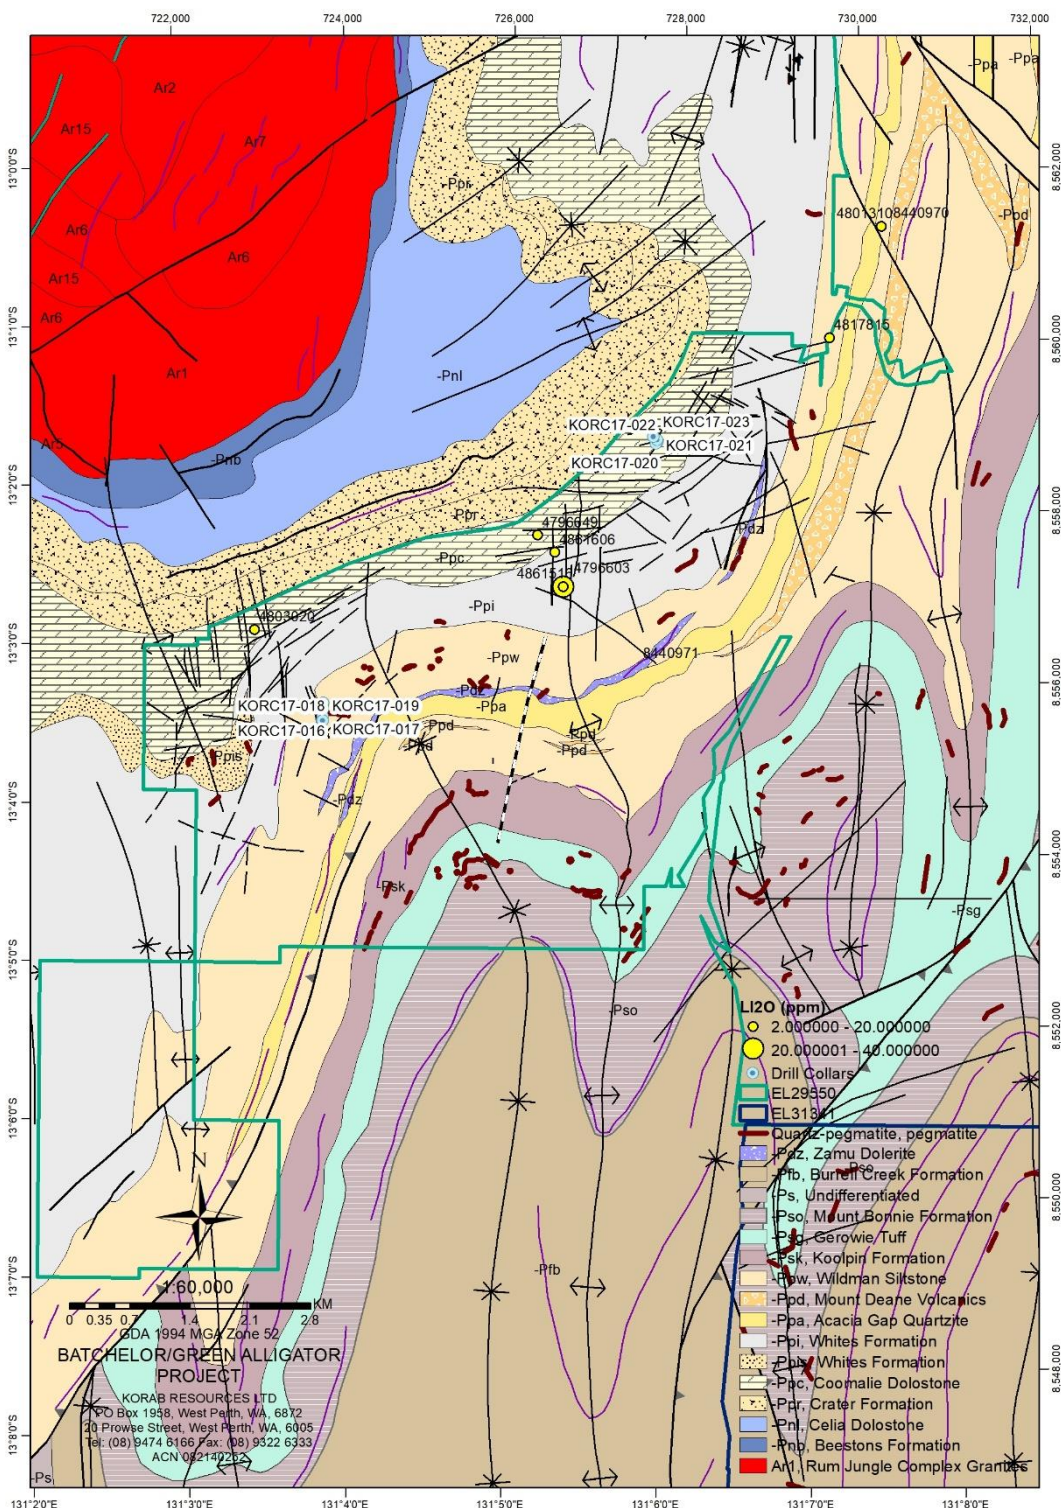 722,000 724,000 726,000 728,000 730,000 732,000
-Ppa -Ppa
Ar2
Ar15
Ar7
13°0'0"S
8,562,000
-Ppr
48013108440970
-Ppd
Ar6
Ar6
Ar15
Ar6
13°1'0"S
4817815
8,560,000
Ar1
-Pnl
KORC17-022 KORC17-023
Ar5
KORC17-021
-Pnb
KORC17-020
13°2'0"S
8,558,000
-Ppr
4796649
-Pdz
4861606
-Ppc
4796603
-Ppi
4803020
13°3'0"S
-Ppw
8440971
8,556,000
-Pdz
KORC17-018 KORC17-019
-Ppa
KORC17-016 KORC17-017
-Ppd
-Ppd
-Ppd
-Ppis
13°4'0"S
-Pdz
8,554,000
-Psk
-Psg
13°5'0"S
-Pso
LI2O (ppm)
2.000000 - 20.000000
8,552,000
20.000001 - 40.000000
Drill Collars
EL29550
EL31341
13°6'0"S
Quartz-pegmatite, pegmatite
-Pdz, Zamu Dolerite
-Pso
-Pfb, Burrell Creek Formation
-Ps, Undifferentiated
8,550,000
-Pso, Mount Bonnie Formation
-Psg, Gerowie Tuff
-Psk, Koolpin Formation
-Pfb
-Ppw, Wildman Siltstone
-Ppd, Mount Deane Volcanics
-Ppa, Acacia Gap Quartzite
-Ppi, Whites Formation
-Ppis, Whites Formation
8,548,000
-Ppc, Coomalie Dolostone
-Ppr, Crater Formation
-Pnl, Celia Dolostone
-Pnb, Beestons Formation
Ar1, Rum Jungle Complex Granites
13°7'0"S
N
1:60,000
KM
0 0.35 0.7 1.4 2.1 2.8
GDA 1994 MGA Zone 52
BATCHELOR/GREEN ALLIGATOR
PROJECT
KORAB RESOURCES LTD
PO Box 1958, West Perth, WA, 6872
20 Prowse Street, West Perth, WA, 6005
Tel: (08) 9474 6166 Fax: (08) 9322 6333
13°8'0"S
-Ps
131°2'0"E 131°3'0"E 131°4'0"E 131°5'0"E 131°6'0"E 131°7'0"E 131°8'0"E